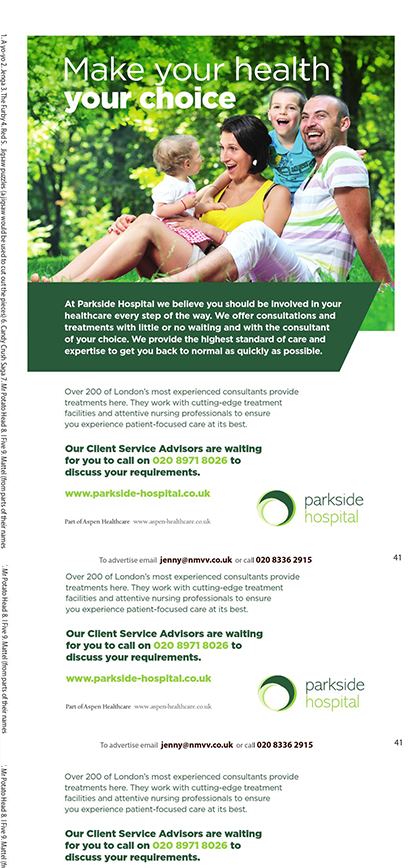 Make your health
your choice
At Parkside Hospital we believe you should be involved in your
healthcare every step of the way. We offer consultations and
treatments with little or no waiting and with the consultant
of your choice. We provide the highest standard of care and
expertise to get you back to normal as quickly as possible.
Over 200 of London's most experienced consultants provide
treatments here. They work with cutting-edge treatment
facilities and attentive nursing professionals to ensure
you experience patient-focused care at its best.
Our Client Service Advisors are waiting
for you to call on 020 8971 8026 to
discuss your requirements.
www.parkside-hospital.co.uk
parkside
hospital
Part of Aspen Healthcare www.aspen-healthcare.co.uk
To advertise email jenny@nmvv.co.uk or call 020 8336 2915
41
Over 200 of London's most experienced consultants provide
treatments here. They work with cutting-edge treatment
facilities and attentive nursing professionals to ensure
you experience patient-focused care at its best.
Our Client Service Advisors are waiting
for you to call on 020 8971 8026 to
discuss your requirements.
www.parkside-hospital.co.uk
parkside
hospital
Part of Aspen Healthcare www.aspen-healthcare.co.uk
To advertise email jenny@nmvv.co.uk or call 020 8336 2915
41
Over 200 of London's most experienced consultants provide
treatments here. They work with cutting-edge treatment
facilities and attentive nursing professionals to ensure
you experience patient-focused care at its best.
Our Client Service Advisors are waiting
for you to call on 020 8971 8026 to
discuss your requirements.
1. A yo-yo 2. Jenga 3. The Furby 4. Red 5. Jigsaw puzzles (a jigsaw would be used to cut out the pieces) 6. Candy Crush Saga 7. Mr Potato Head 8. I Five 9. Mattel (from parts of their names
. Mr Potato Head 8. I Five 9. Mattel (from parts of their names
. Mr Potato Head 8. I Five 9. Mattel (fr